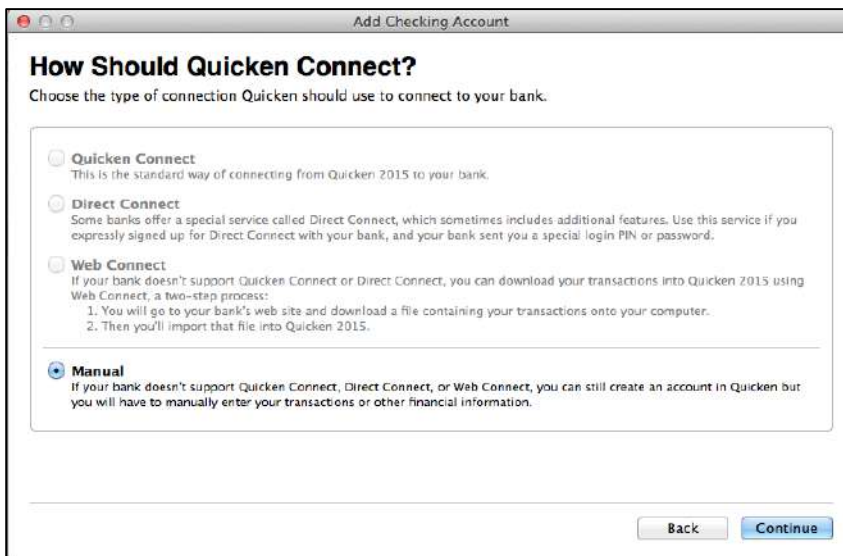 Add Checking Account
How Should Quicken Connect?
Choose the type of connection Quicken should use to connect to your bank.
Quicken Connect
This is the standard way of connecting from Quicken 2015 to your bank.
Direct Connect
Some banks offer a special service called Direct Connect, which sometimes includes additional features. Use this service if you
expressly signed up for Direct Connect with your bank, and your bank sent you a special login PIN or password.
Web Connect
If your bank doesn't support Quicken Connect or Direct Connect, you can download your transactions into Quicken 2015 using
Web Connect, a two-step process:
1. You will go to your bank's web site and download a file containing your transactions onto your computer.
2. Then you'll import that file into Quicken 2015.
Manual
If your bank doesn't support Quicken Connect, Direct Connect, or Web Connect, you can still create an account in Quicken but
you will have to manually enter your transactions or other financial information.
Back
Continue